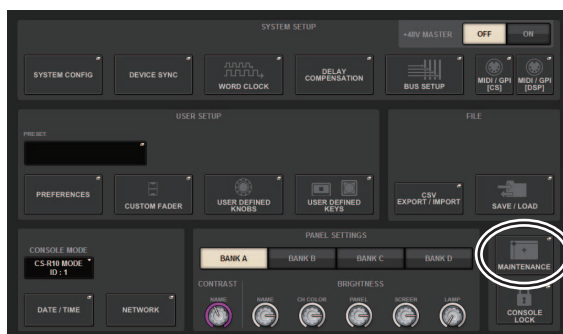 SYSTEM SETUP
+48V MASTER
OFF
ON
SYSTEM CONFIG
DEVICE SYNC
WORD CLOCK
DELAY
COMPENSATION
BUS SETUP
MIDI / GPI
[CS]
MIDI / GPI
[DSP]
USER SETUP
PRESET
PREFERENCES
CUSTOM FADER
USER DEFINED
KNOBS
USER DEFINED
KEYS
FILE
CSV
EXPORT / IMPORT
SAVE / LOAD
CONSOLE MODE
CS-R10 MODE
ID : 1
DATE / TIME
NETWORK
PANEL SETTINGS
BANK A
BANK B
BANK C
BANK D
CONTRAST
BRIGHTNESS
NAME
NAME
CH COLOR
PANEL
SCREEN
LAMP
MAINTENANCE
CONSOLE
LOCK